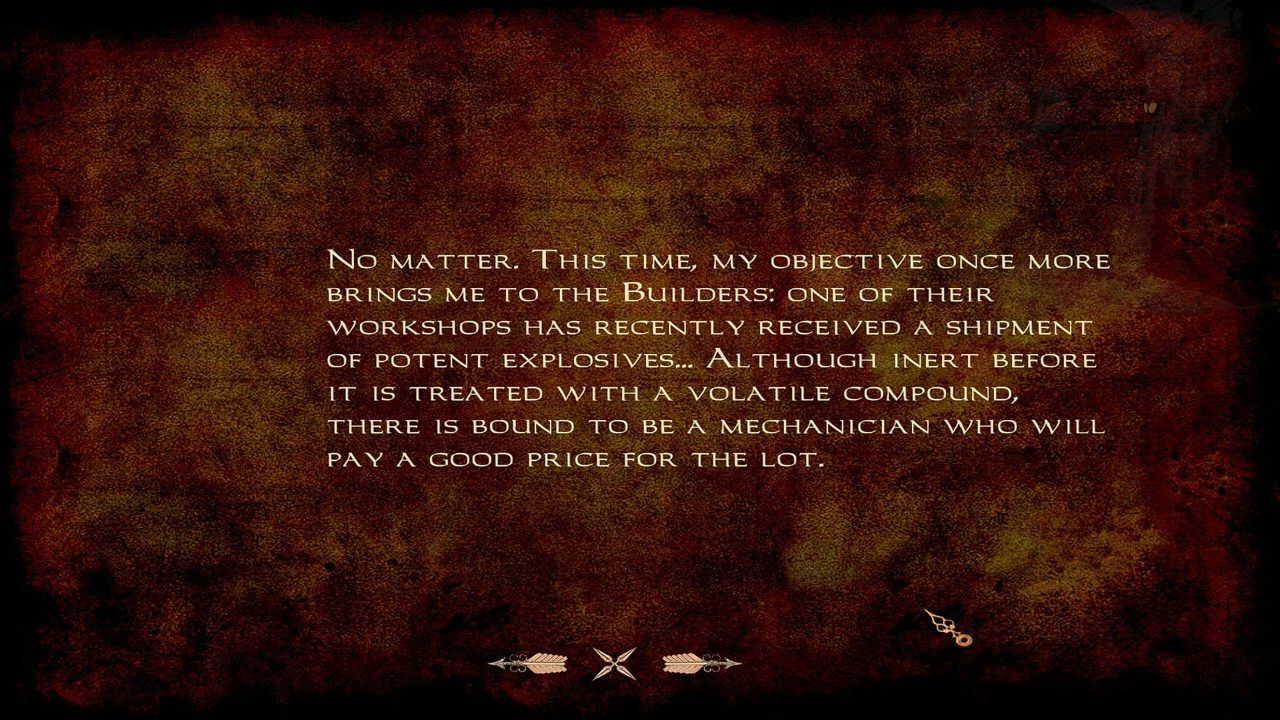 No matter. This time, my objective once more
brings me to the Builders: one of their
workshops has recently received a shipment
of potent explosives... Although inert before
it is treated with a volatile compound,
there is bound to be a mechanician who will
pay a good price for the lot.